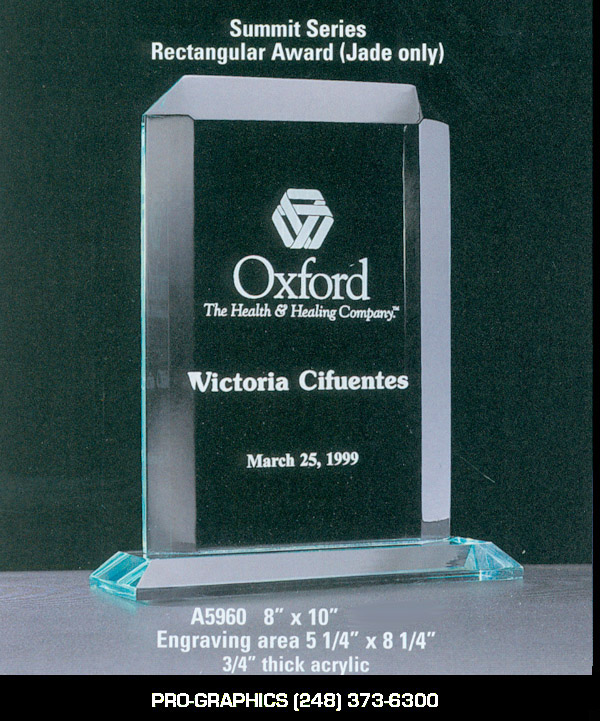 Summit Series
Rectangular Award (Jade only)
Oxford
The Health & Healing Company.™
Victoria Cifuentes
March 25, 1999
A5960 8” x 10”
Engraving area 5 1/4” x 8 1/4”
3/4” thick acrylic
PRO-GRAPHICS (248) 373-6300